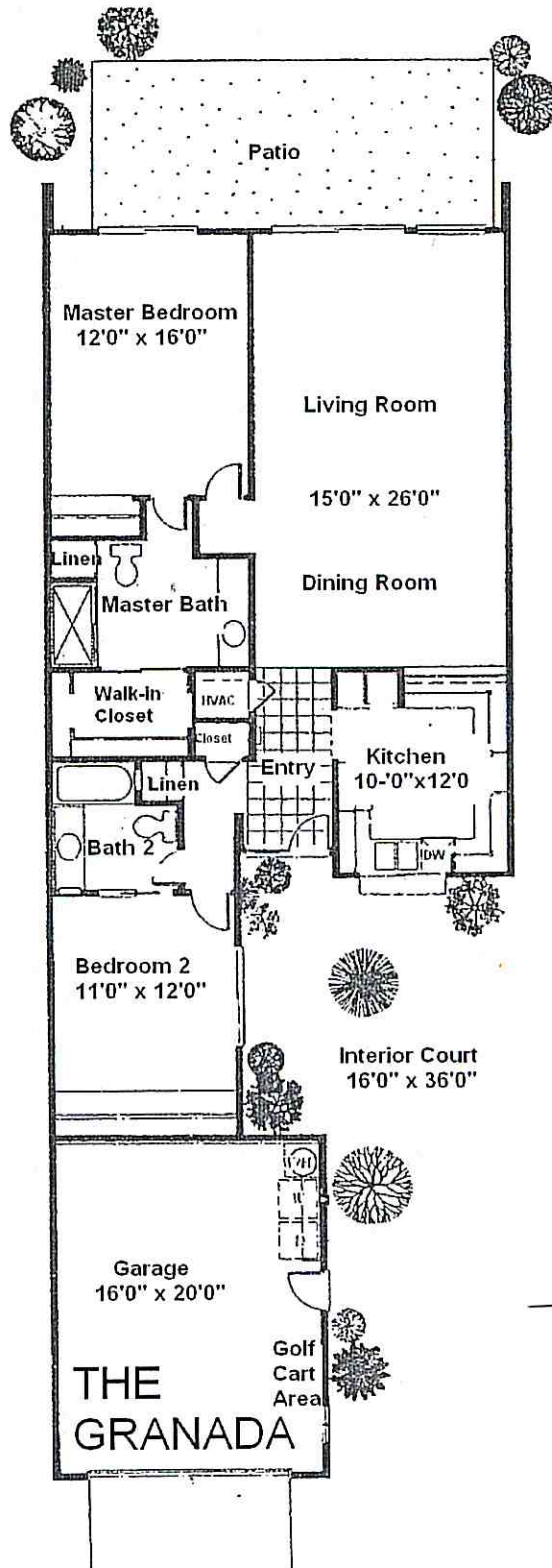 Patio
Master Bedroom
12'0" x 16'0"
Living Room
15'0" x 26'0"
Dining Room
Linen
Master Bath
Walk-in
Closet
HVAC
Closet
Entry
Kitchen
10-'0"x12'0
DW
Linen
Bath 2
Bedroom 2
11'0" x 12'0"
Interior Court
16'0" x 36'0"
Garage
16'0" x 20'0"
Golf
Cart
Area
THE
GRANADA